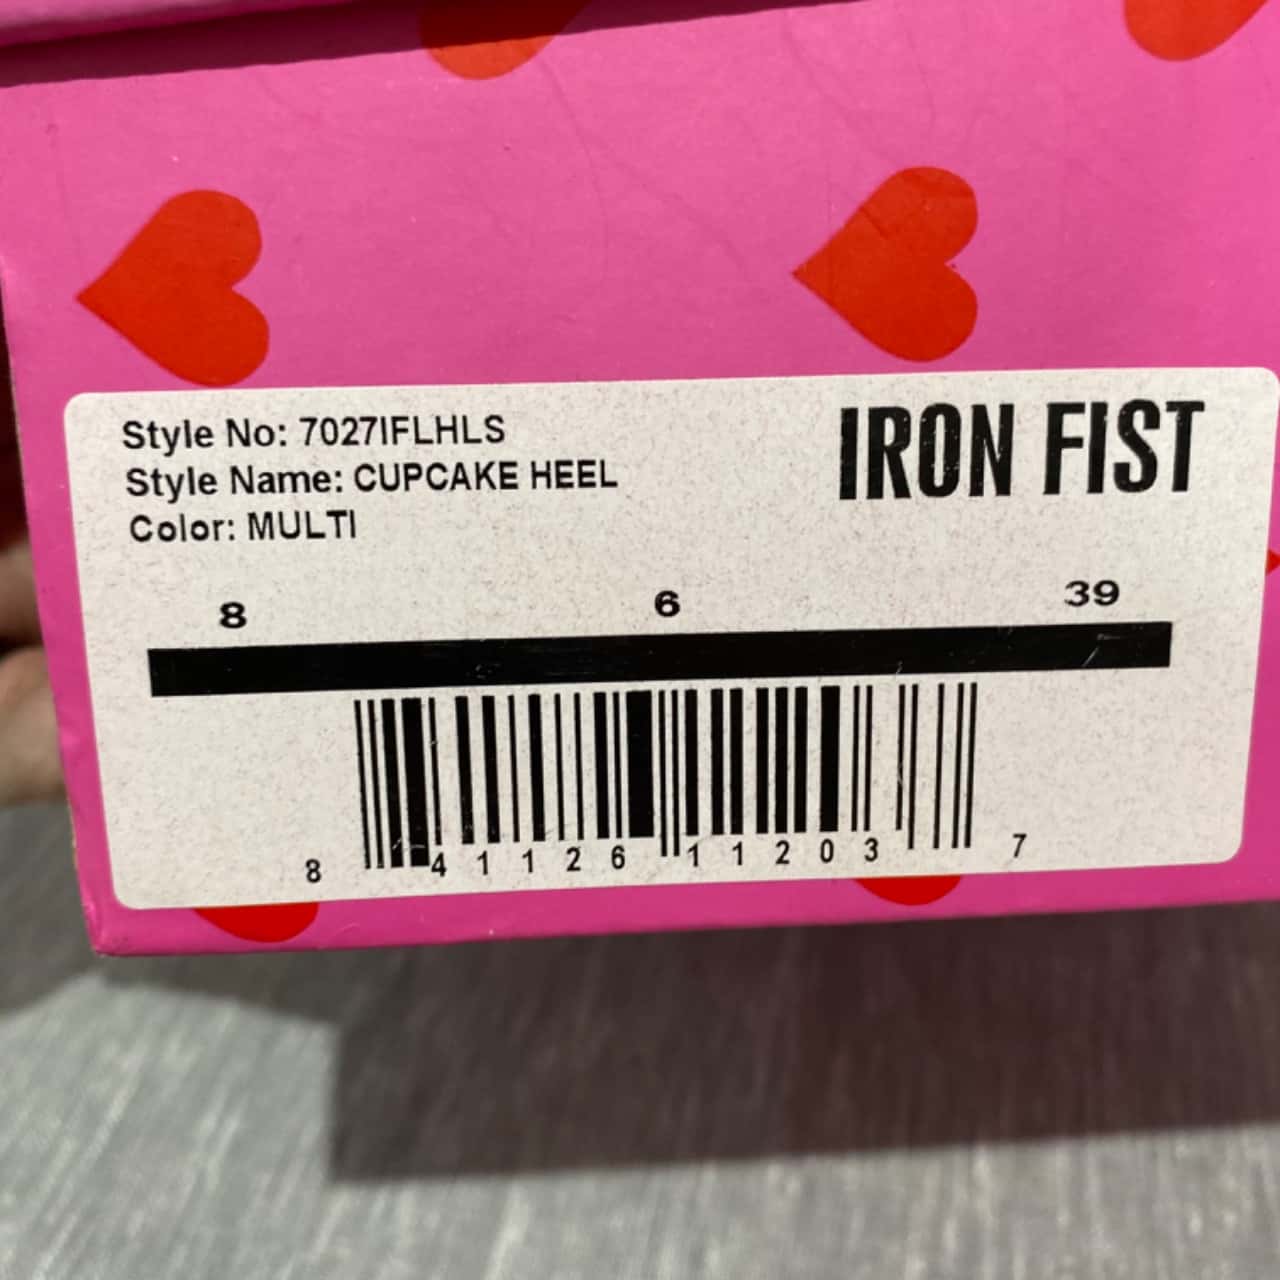 Style No: 7027IFLHLS
Style Name: CUPCAKE HEEL
Color: MULTI
IRON FIST
8 6 39
8 41126 11203 7